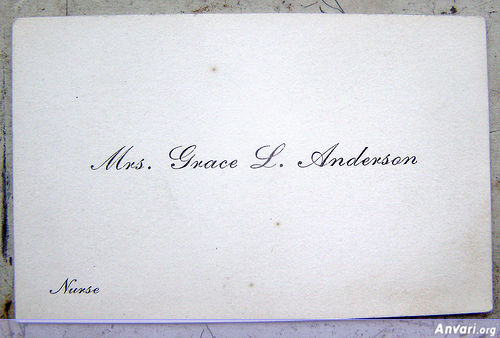 Mrs. Grace L. Anderson
Nurse
Anvari.org